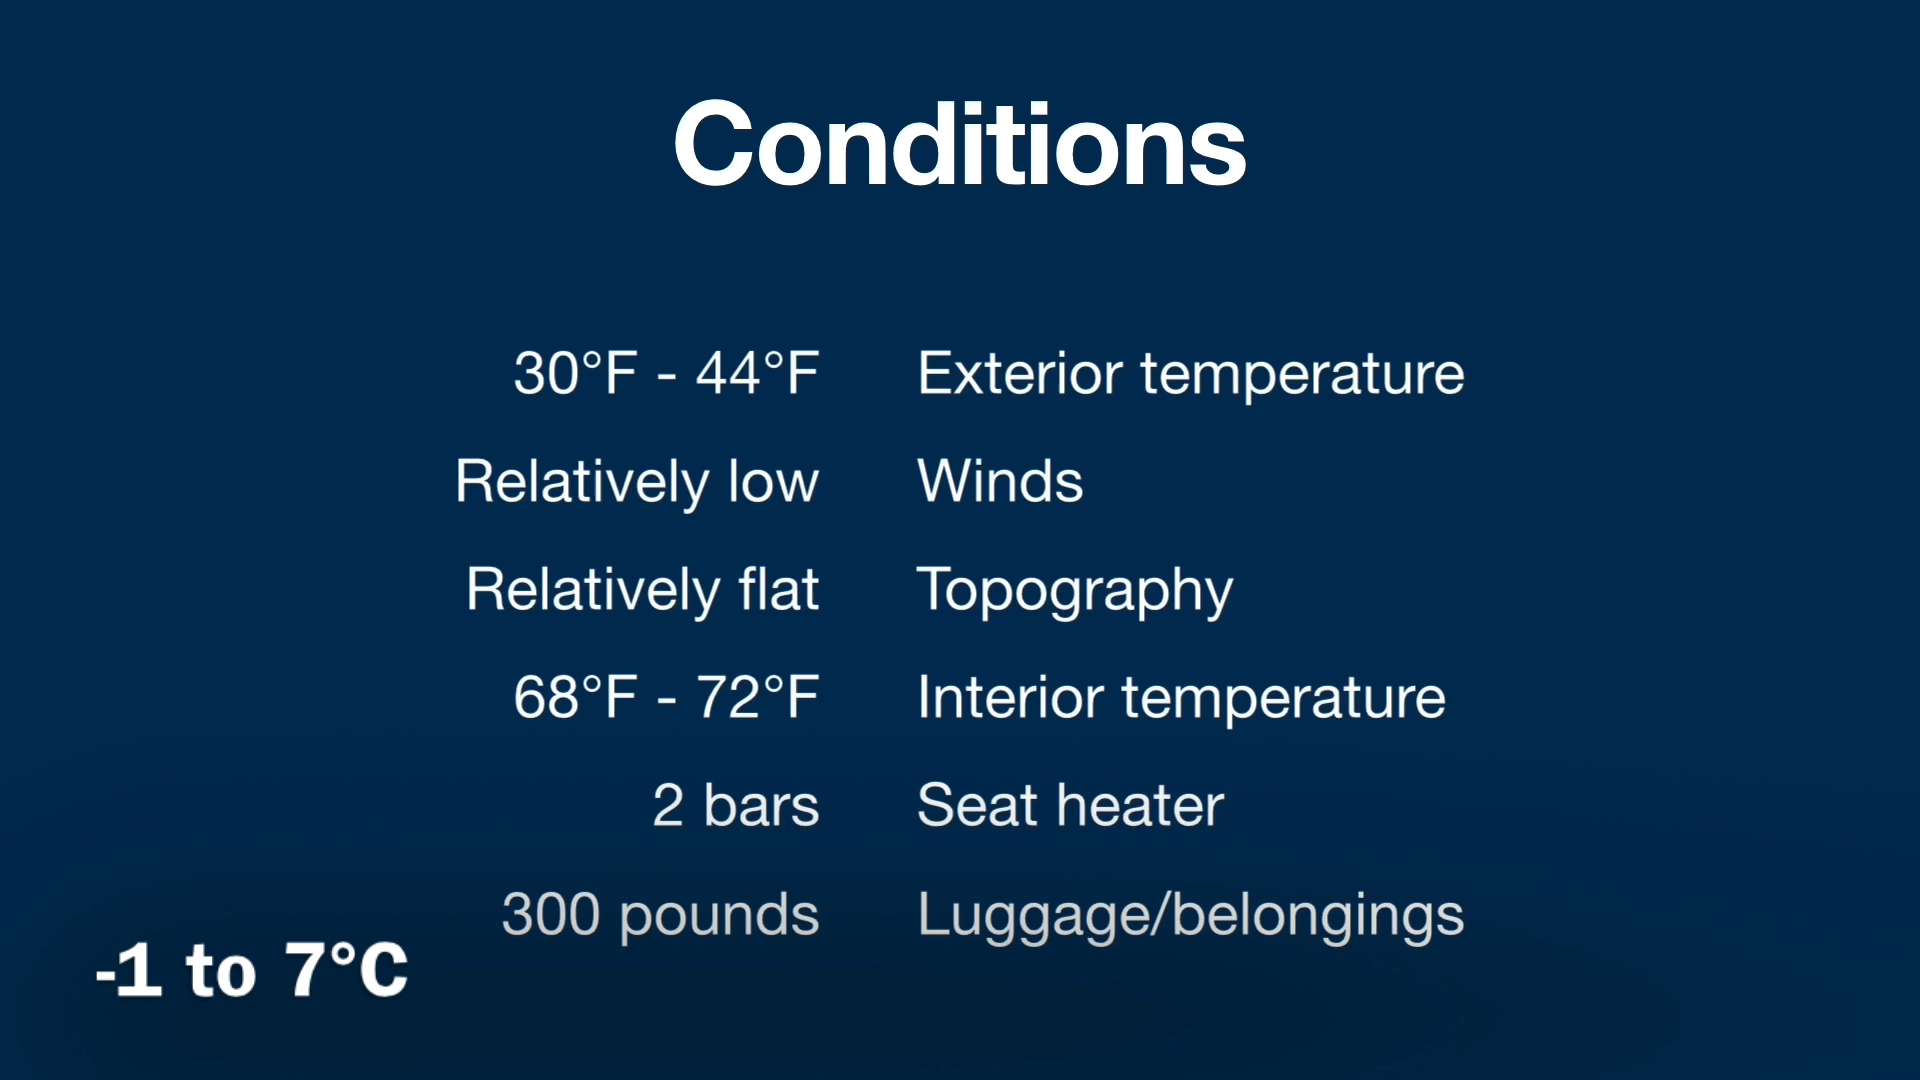 Conditions
30°F - 44°F Exterior temperature
Relatively low Winds
Relatively flat Topography
68°F - 72°F Interior temperature
2 bars Seat heater
300 pounds Luggage/belongings
-1 to 7°C